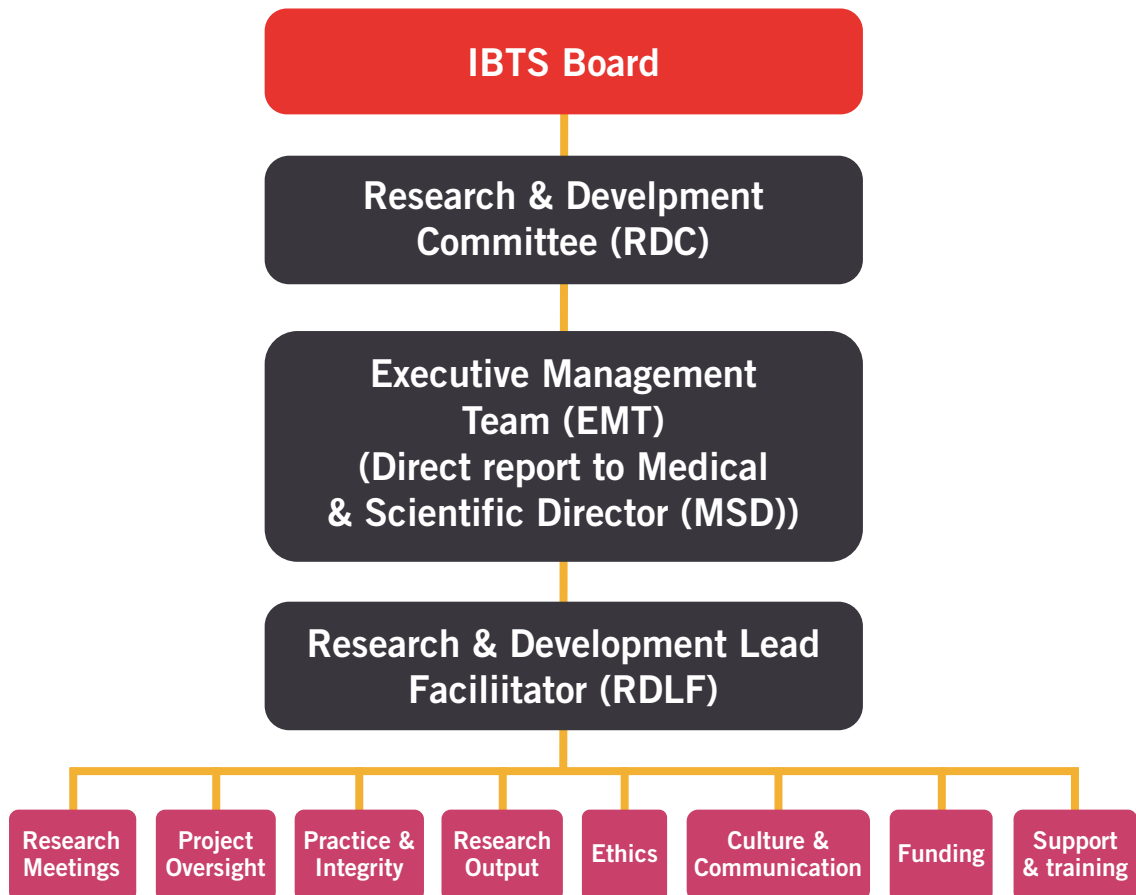 IBTS Board
Research & Develpment
Committee (RDC)
Executive Management
Team (EMT)
(Direct report to Medical
& Scientific Director (MSD))
Research & Development Lead
Faciliitator (RDLF)
Research
Meetings
Project
Oversight
Practice &
Integrity
Research
Output
Ethics
Culture &
Communication
Funding
Support
& training